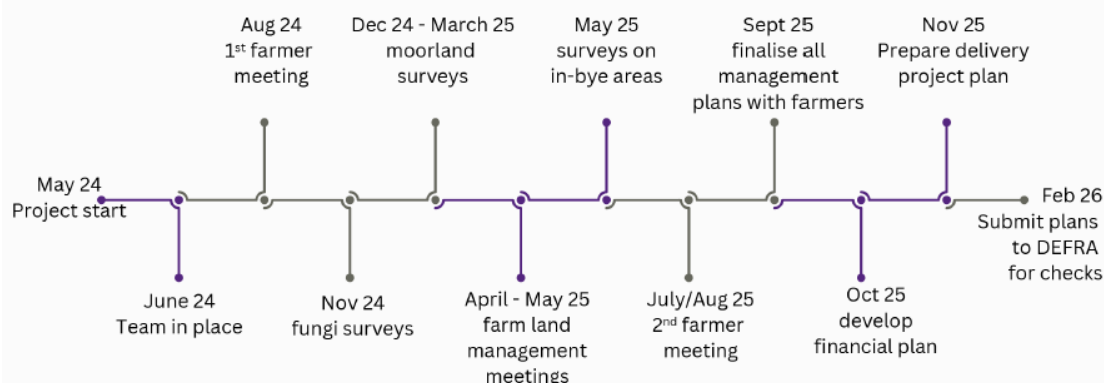 May 24
Project start
June 24
Team in place
Aug 24
1st farmer
meeting
Nov 24
fungi surveys
Dec 24 - March 25
moorland
surveys
April - May 25
farm land
management
meetings
May 25
surveys on
in-bye areas
July/Aug 25
2nd farmer
meeting
Sept 25
finalise all
management
plans with farmers
Oct 25
develop
financial plan
Nov 25
Prepare delivery
project plan
Feb 26
Submit plans
to DEFRA
for checks